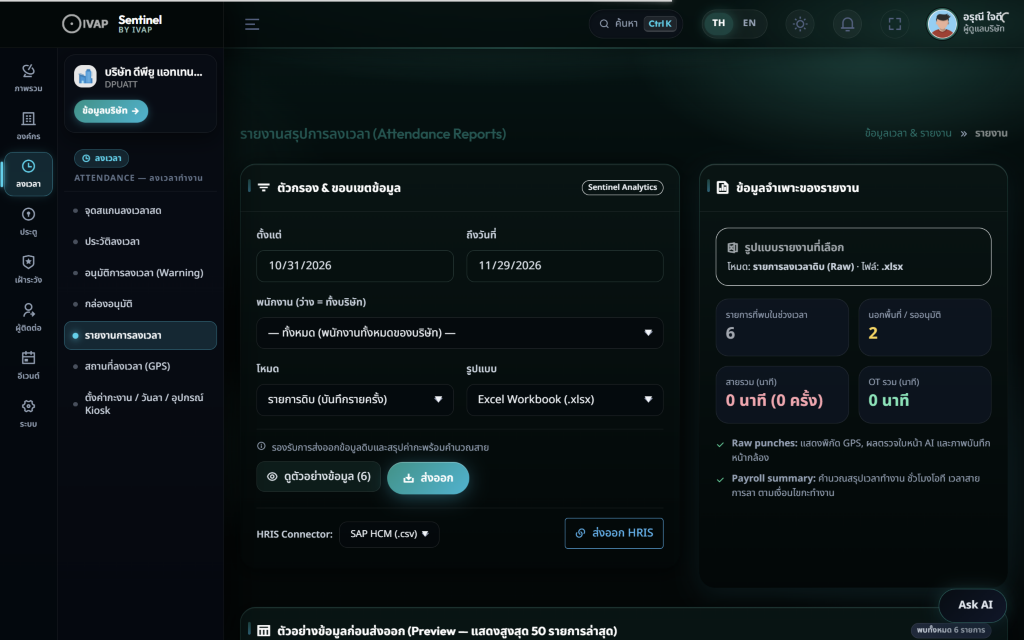 IVAP
Sentinel
BY IVAP
ค้นหา
Ctrl K
TH
EN
อรุณี ใจดี
ผู้ดูแลบริษัท
ภาพรวม
องค์กร
ลงเวลา
ประตู
เฝ้าระวัง
ผู้ติดต่อ
อีเวนต์
ระบบ
บริษัท ดีพียู แอทเทน...
DPUATT
ข้อมูลบริษัท →
ลงเวลา
ATTENDANCE — ลงเวลาทำงาน
จุดสแกนลงเวลาสด
ประวัติลงเวลา
อนุมัติการลงเวลา (Warning)
กล่องอนุมัติ
รายงานการลงเวลา
สถานที่ลงเวลา (GPS)
ตั้งค่ากะงาน / วันลา / อุปกรณ์
Kiosk
รายงานสรุปการลงเวลา (Attendance Reports)
ข้อมูลเวลา & รายงาน » รายงาน
ตัวกรอง & ขอบเขตข้อมูล
Sentinel Analytics
ตั้งแต่
ถึงวันที่
10/31/2026
11/29/2026
พนักงาน (ว่าง = ทั้งบริษัท)
— ทั้งหมด (พนักงานทั้งหมดของบริษัท) —
โหมด
รูปแบบ
รายการดิบ (บันทึกรายครั้ง)
Excel Workbook (.xlsx)
รองรับการส่งออกข้อมูลดิบและสรุปค่ากะพร้อมคำนวณสาย
ดูตัวอย่างข้อมูล (6)
ส่งออก
HRIS Connector:
SAP HCM (.csv)
ส่งออก HRIS
ข้อมูลจำเพาะของรายงาน
รูปแบบรายงานที่เลือก
โหมด: รายการลงเวลาดิบ (Raw) · ไฟล์: .xlsx
รายการที่พบในช่วงเวลา
6
นอกพื้นที่ / รออนุมัติ
2
สายรวม (นาที)
0 นาที (0 ครั้ง)
OT รวม (นาที)
0 นาที
Raw punches: แสดงพิกัด GPS, ผลตรวจใบหน้า AI และภาพบันทึก
หน้ากล้อง
Payroll summary: คำนวณสรุปเวลาทำงาน ชั่วโมงโอที เวลาสาย
การลา ตามเงื่อนไขกะทำงาน
Ask AI
ตัวอย่างข้อมูลก่อนส่งออก (Preview — แสดงสูงสุด 50 รายการล่าสุด)
พบทั้งหมด 6 รายการ